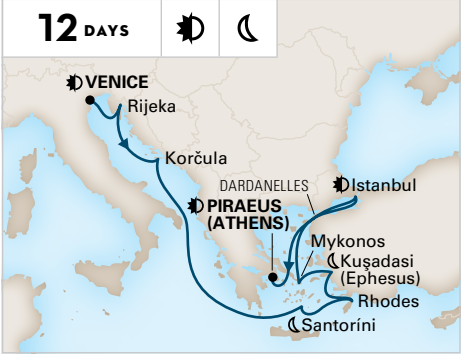 12 DAYS
VENICE
Rijeka
Korčula
DARDANELLES
Istanbul
PIRAEUS
(ATHENS)
Mykonos
Kuşadasi
(Ephesus)
Rhodes
Santoríni